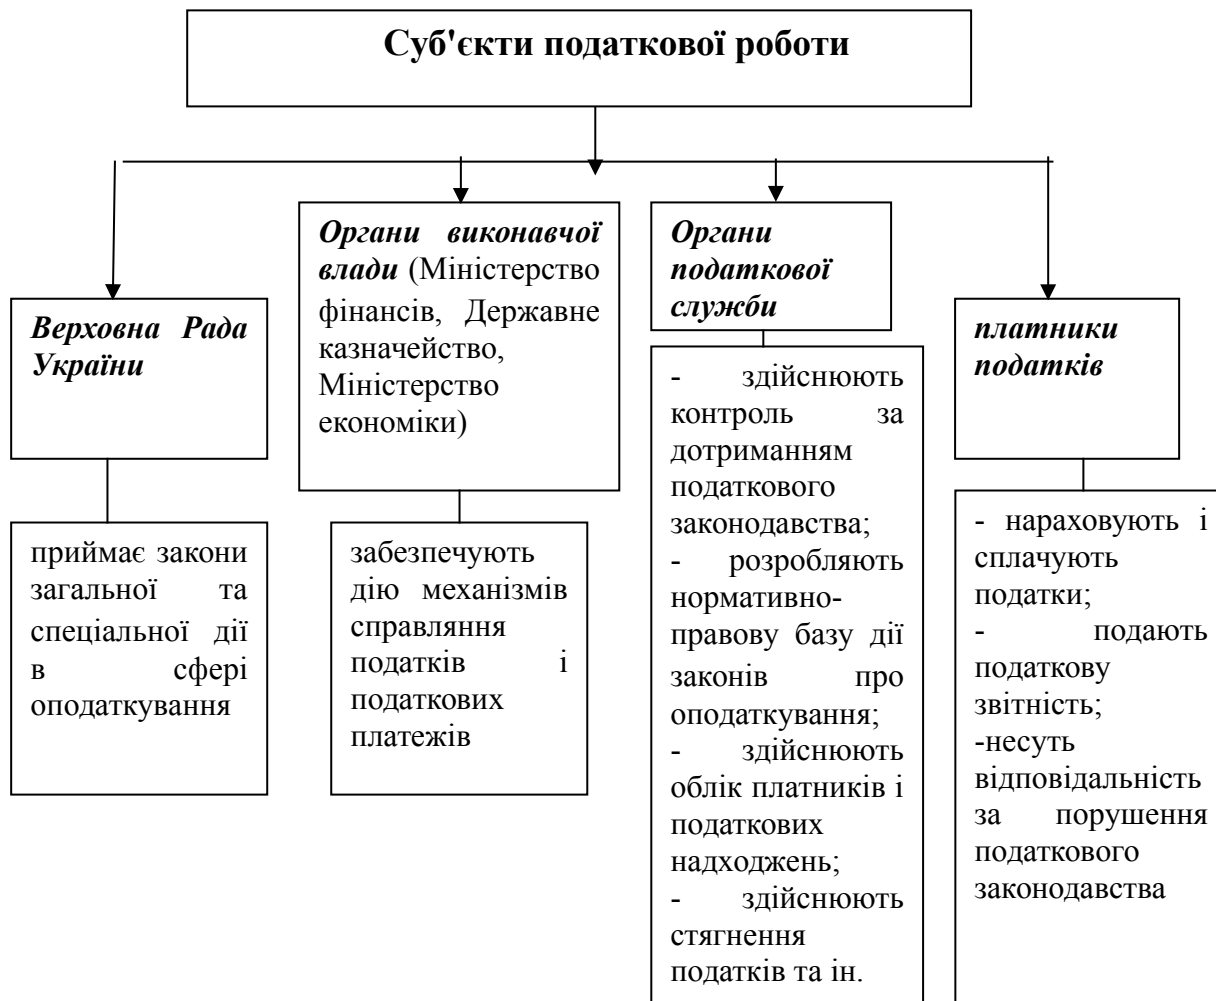 Суб'єкти податкової роботи
Верховна Рада
України
приймає закони
загальної та
спеціальної дії
в сфері
оподаткування
Органи виконавчої
влади (Міністерство
фінансів, Державне
казначейство,
Міністерство
економіки)
забезпечують
дію механізмів
справляння
податків і
податкових
платежів
Органи
податкової
служби
- здійснюють
контроль за
дотриманням
податкового
законодавства;
- розробляють
нормативно-
правову базу дії
законів про
оподаткування;
- здійснюють
облік платників і
податкових
надходжень;
- здійснюють
стягнення
податків та ін.
платники
податків
- нараховують і
сплачують
податки;
- подають
податкову
звітність;
-несуть
відповідальність
за порушення
податкового
законодавства